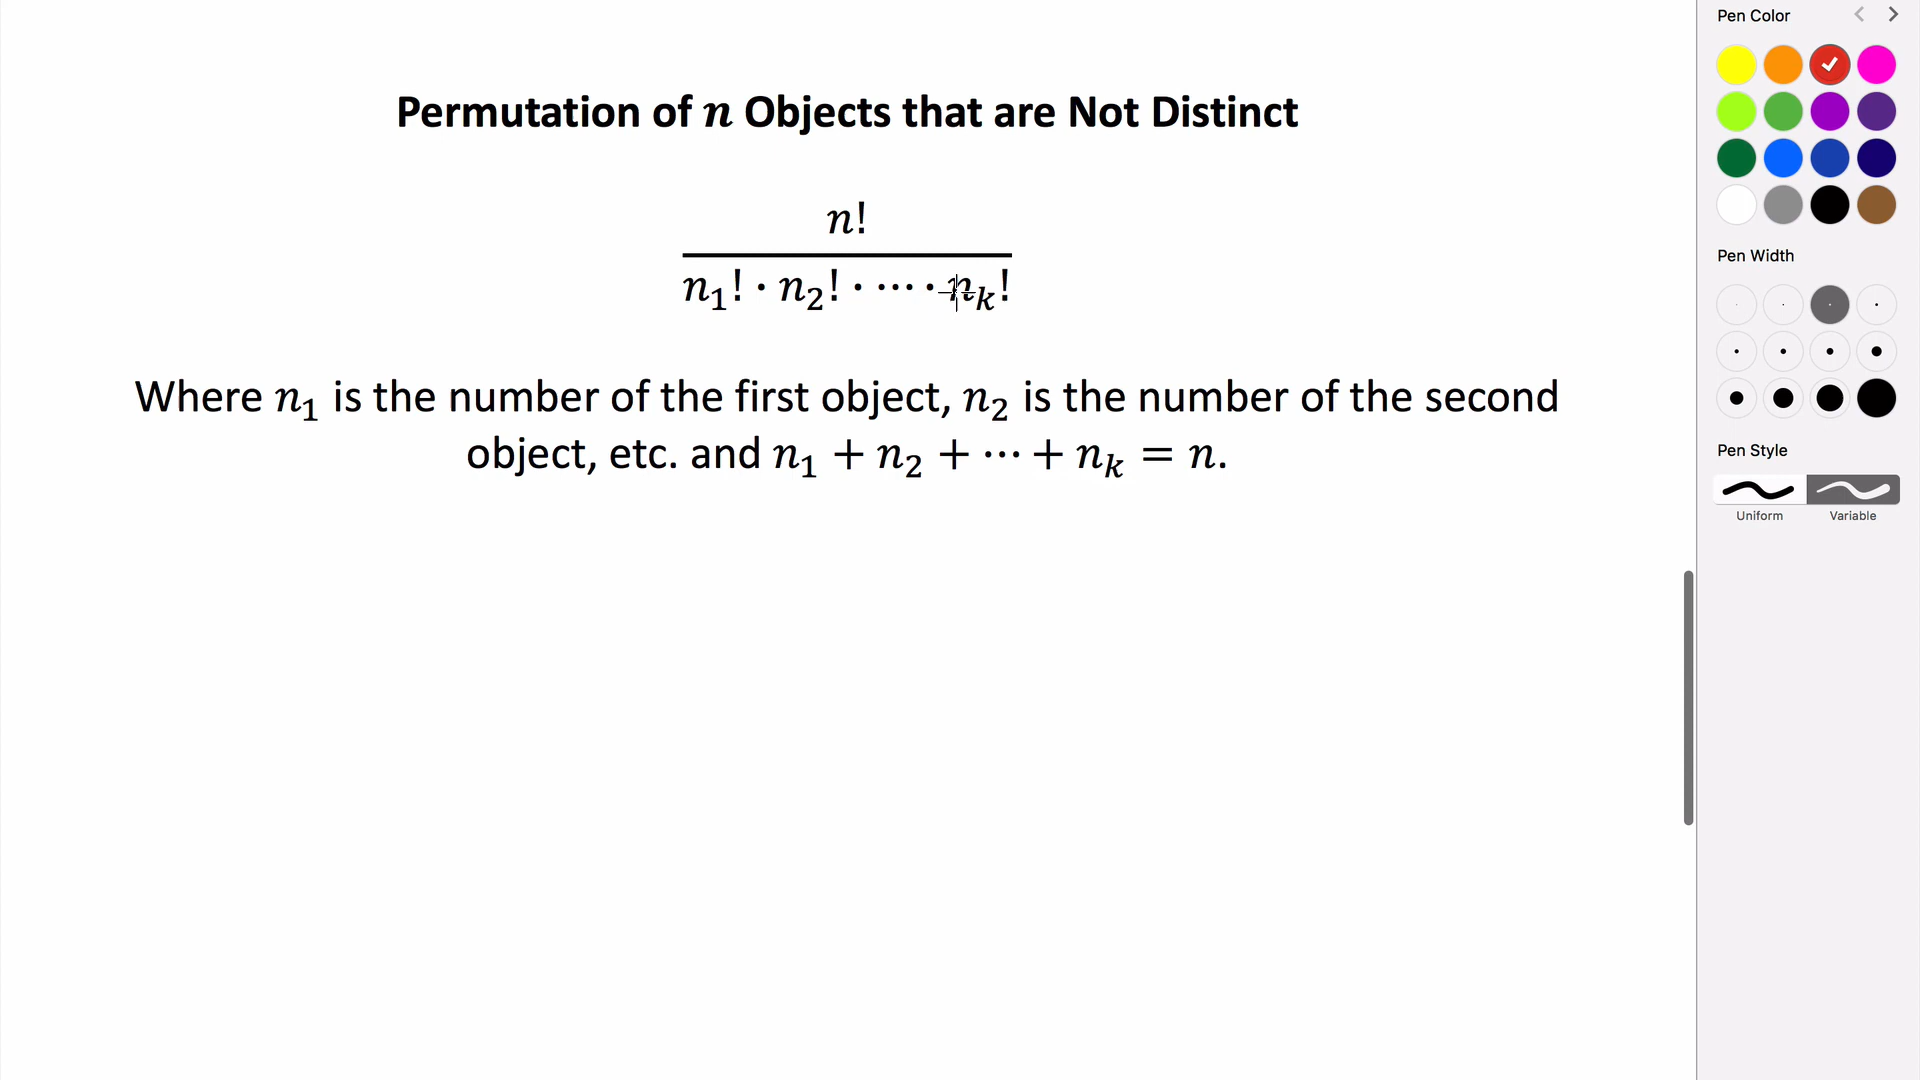 Permutation of n Objects that are Not Distinct
n!
n₁! · n₂! · ⋯ · nₖ!
Where n₁ is the number of the first object, n₂ is the number of the second
object, etc. and n₁ + n₂ + ⋯ + nₖ = n.
Pen Color
Pen Width
Pen Style
Uniform
Variable